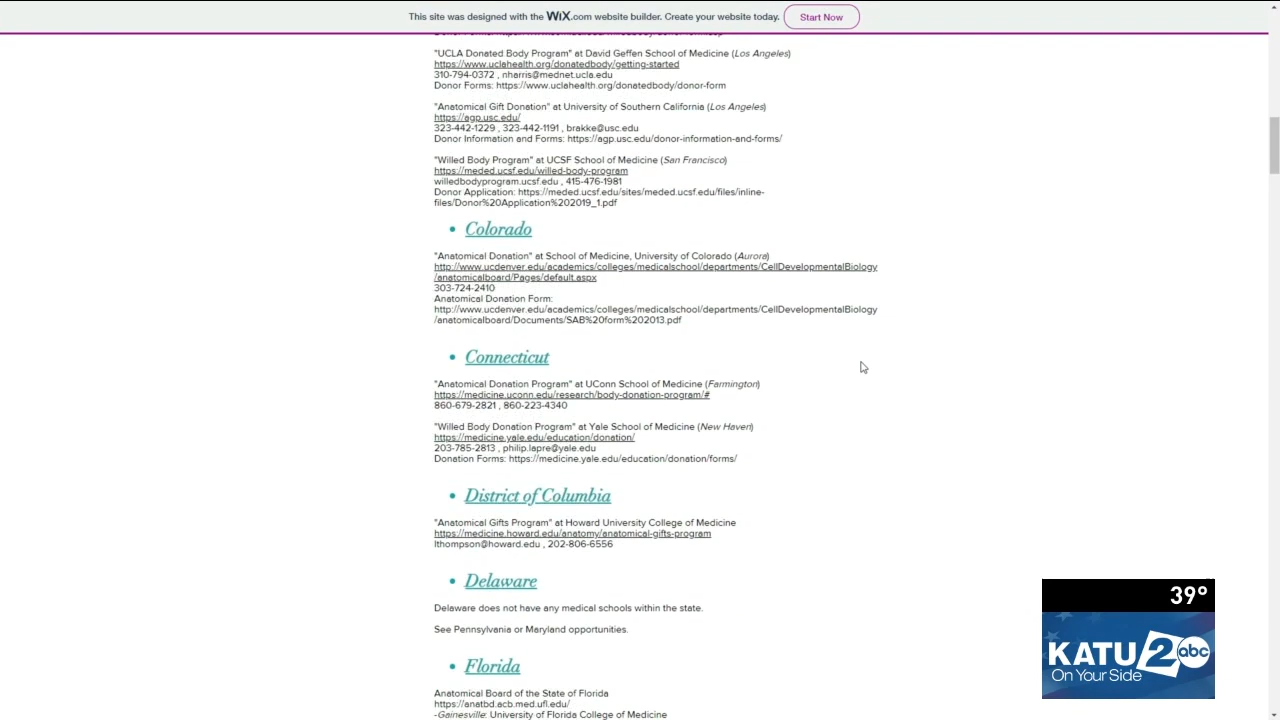 This site was designed with the WiX.com website builder. Create your website today. Start Now
"UCLA Donated Body Program" at David Geffen School of Medicine (Los Angeles)
https://www.uclahealth.org/donatedbody/getting-started
310-794-0372 , nharris@mednet.ucla.edu
Donor Forms: https://www.uclahealth.org/donatedbody/donor-form
"Anatomical Gift Donation" at University of Southern California (Los Angeles)
https://agp.usc.edu/
323-442-1229 , 323-442-1191 , brakke@usc.edu
Donor Information and Forms: https://agp.usc.edu/donor-information-and-forms/
"Willed Body Program" at UCSF School of Medicine (San Francisco)
https://meded.ucsf.edu/willed-body-program
willedbodyprogram.ucsf.edu , 415-476-1981
Donor Application: https://meded.ucsf.edu/sites/meded.ucsf.edu/files/inline-
files/Donor%20Application%202019_1.pdf
• Colorado
"Anatomical Donation" at School of Medicine, University of Colorado (Aurora)
http://www.ucdenver.edu/academics/colleges/medicalschool/departments/CellDevelopmentalBiology
/anatomicalboard/Pages/default.aspx
303-724-2410
Anatomical Donation Form:
http://www.ucdenver.edu/academics/colleges/medicalschool/departments/CellDevelopmentalBiology
/anatomicalboard/Documents/SAB%20form%202013.pdf
• Connecticut
"Anatomical Donation Program" at UConn School of Medicine (Farmington)
https://medicine.uconn.edu/research/body-donation-program/#
860-679-2821 , 860-223-4340
"Willed Body Donation Program" at Yale School of Medicine (New Haven)
https://medicine.yale.edu/education/donation/
203-785-2813 , philip.lapre@yale.edu
Donation Forms: https://medicine.yale.edu/education/donation/forms/
• District of Columbia
"Anatomical Gifts Program" at Howard University College of Medicine
https://medicine.howard.edu/anatomy/anatomical-gifts-program
lthompson@howard.edu , 202-806-6556
• Delaware
Delaware does not have any medical schools within the state.
See Pennsylvania or Maryland opportunities.
• Florida
Anatomical Board of the State of Florida
https://anatbd.acb.med.ufl.edu/
-Gainesville: University of Florida College of Medicine
39°
KATU 2 abc
On Your Side